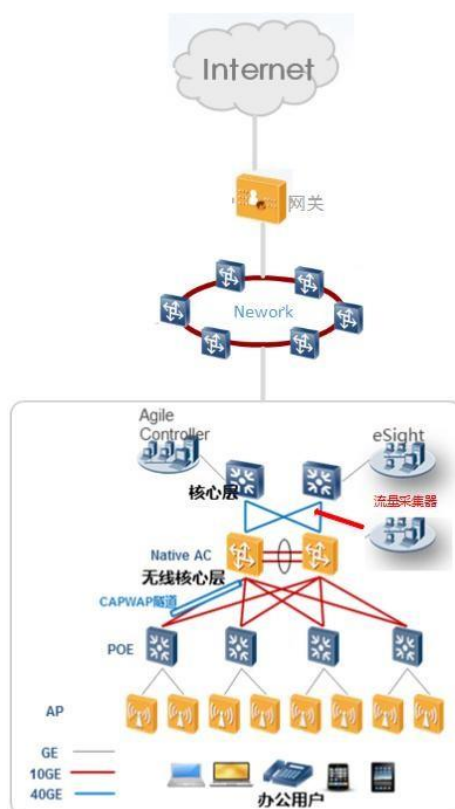 Internet
网关
Nework
Agile
Controller
eSight
核心层
流量采集器
Native AC
无线核心层
CAPWAP隧道
POE
AP
GE
10GE
40GE
办公用户